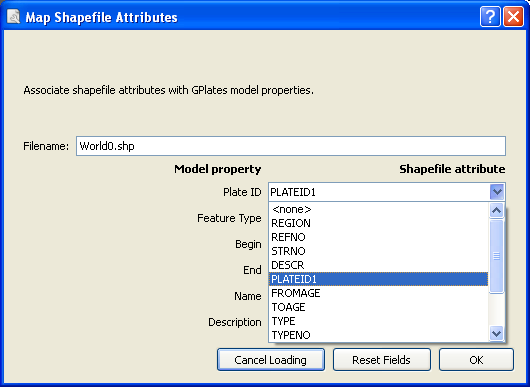 Map Shapefile Attributes
Associate shapefile attributes with GPlates model properties.
Filename: World0.shp
Model property Shapefile attribute
Plate ID PLATEID1
<none>
Feature Type REGION
REFNO
Begin STRNO
End DESCR
PLATEID1
Name FROMAGE
TOAGE
Description TYPE
TYPENO
Cancel Loading Reset Fields OK